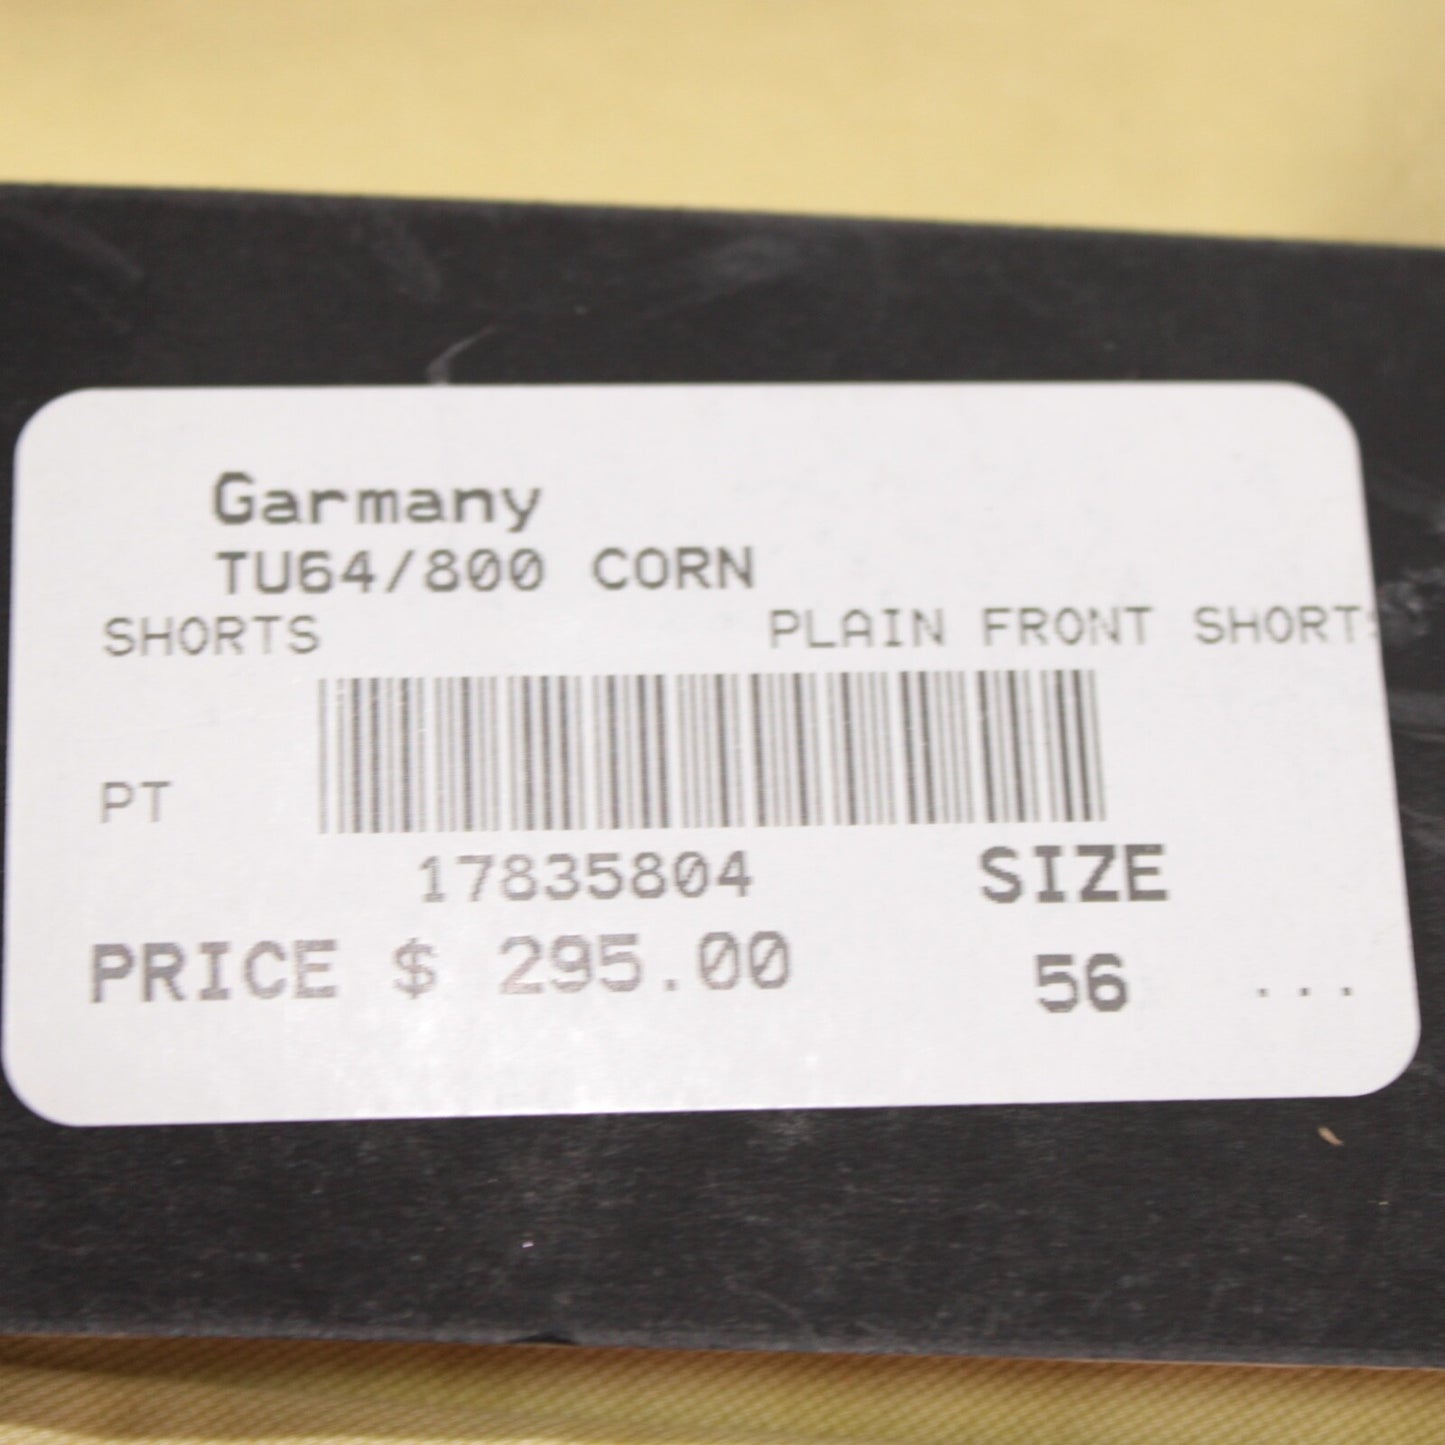 Garmany
TU64/800 CORN
SHORTS PLAIN FRONT SHORTS
PT
17835804 SIZE
PRICE $ 295.00 56 ...